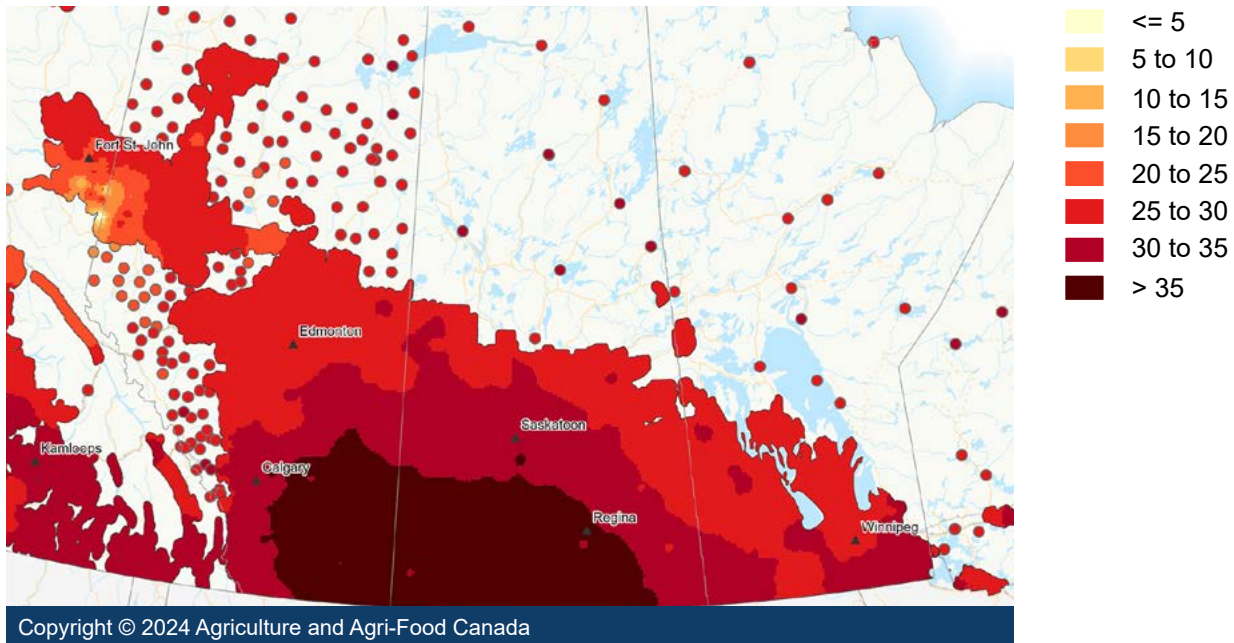 <= 5
5 to 10
10 to 15
15 to 20
20 to 25
25 to 30
30 to 35
> 35
Fort St. John
Edmonton
Saskatoon
Kamloops
Calgary
Regina
Winnipeg
Copyright © 2024 Agriculture and Agri-Food Canada